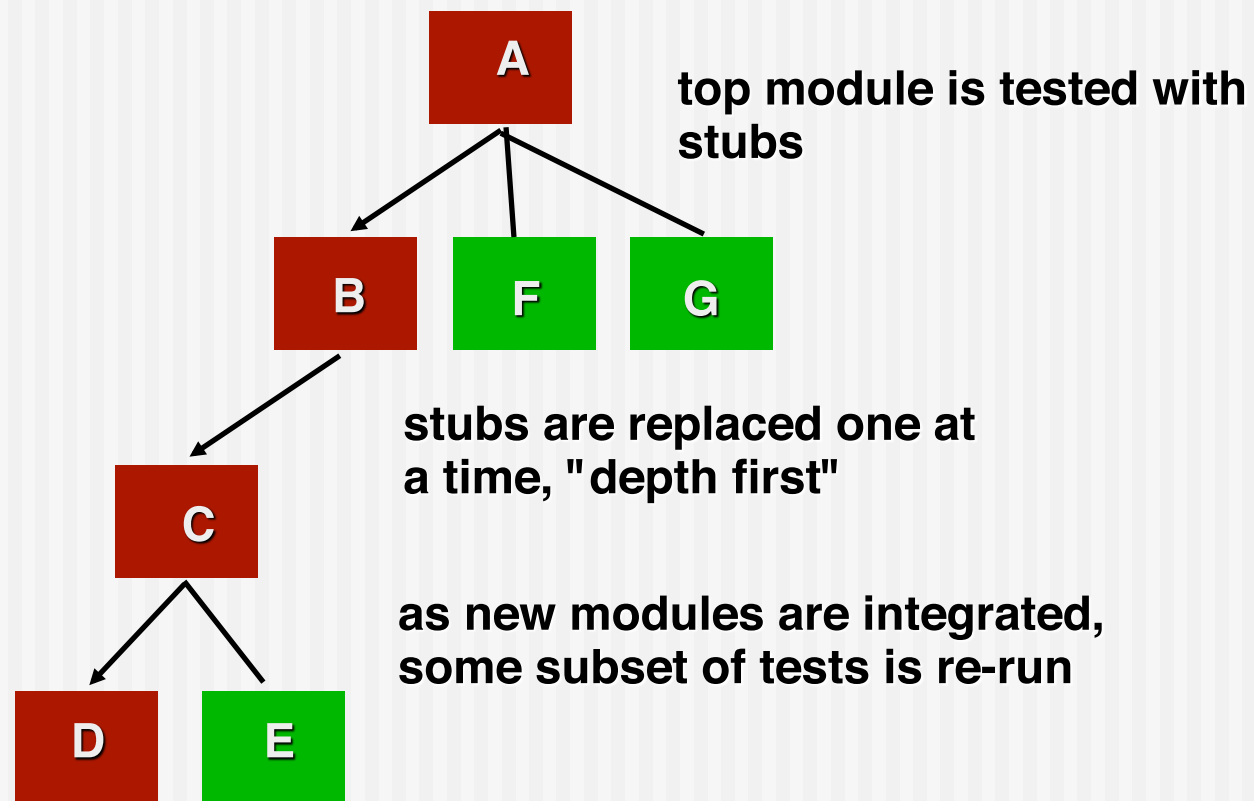 A
top module is tested with
stubs
B
F
G
stubs are replaced one at
a time, "depth first"
C
as new modules are integrated,
some subset of tests is re-run
D
E